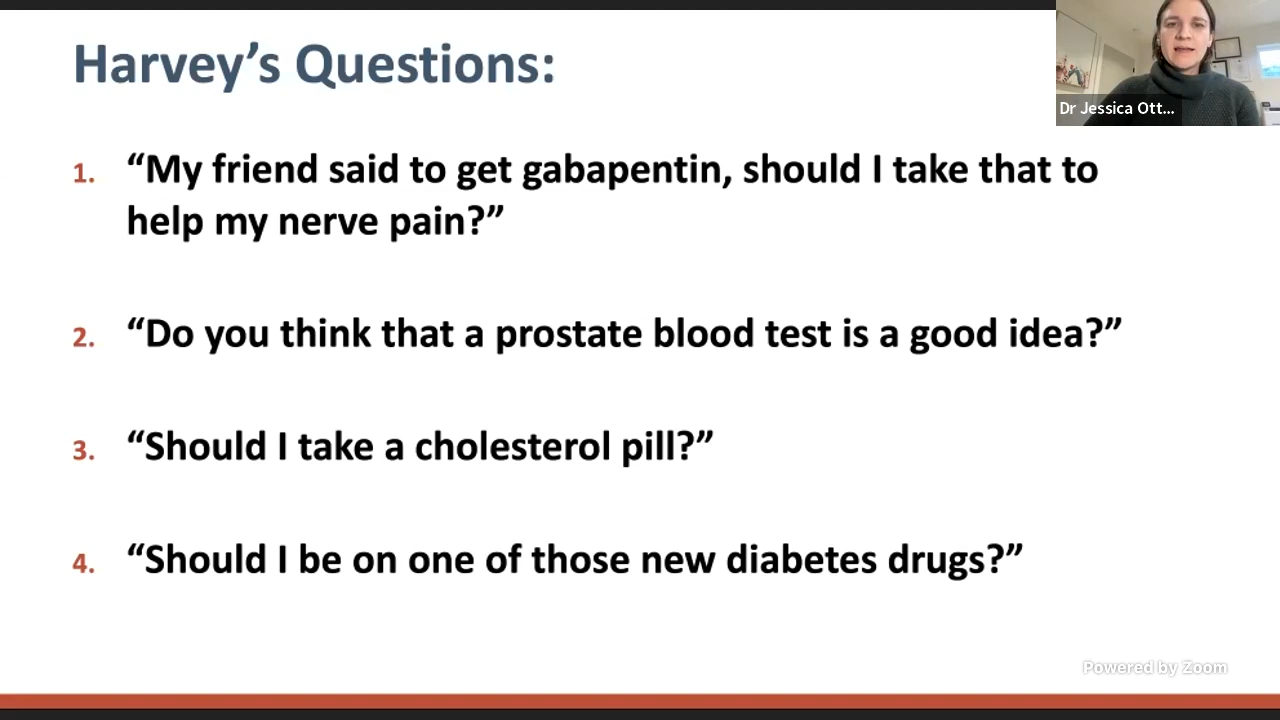 Harvey’s Questions:
Dr Jessica Ott...
1. “My friend said to get gabapentin, should I take that to
help my nerve pain?”
2. “Do you think that a prostate blood test is a good idea?”
3. “Should I take a cholesterol pill?”
4. “Should I be on one of those new diabetes drugs?”
Powered by Zoom